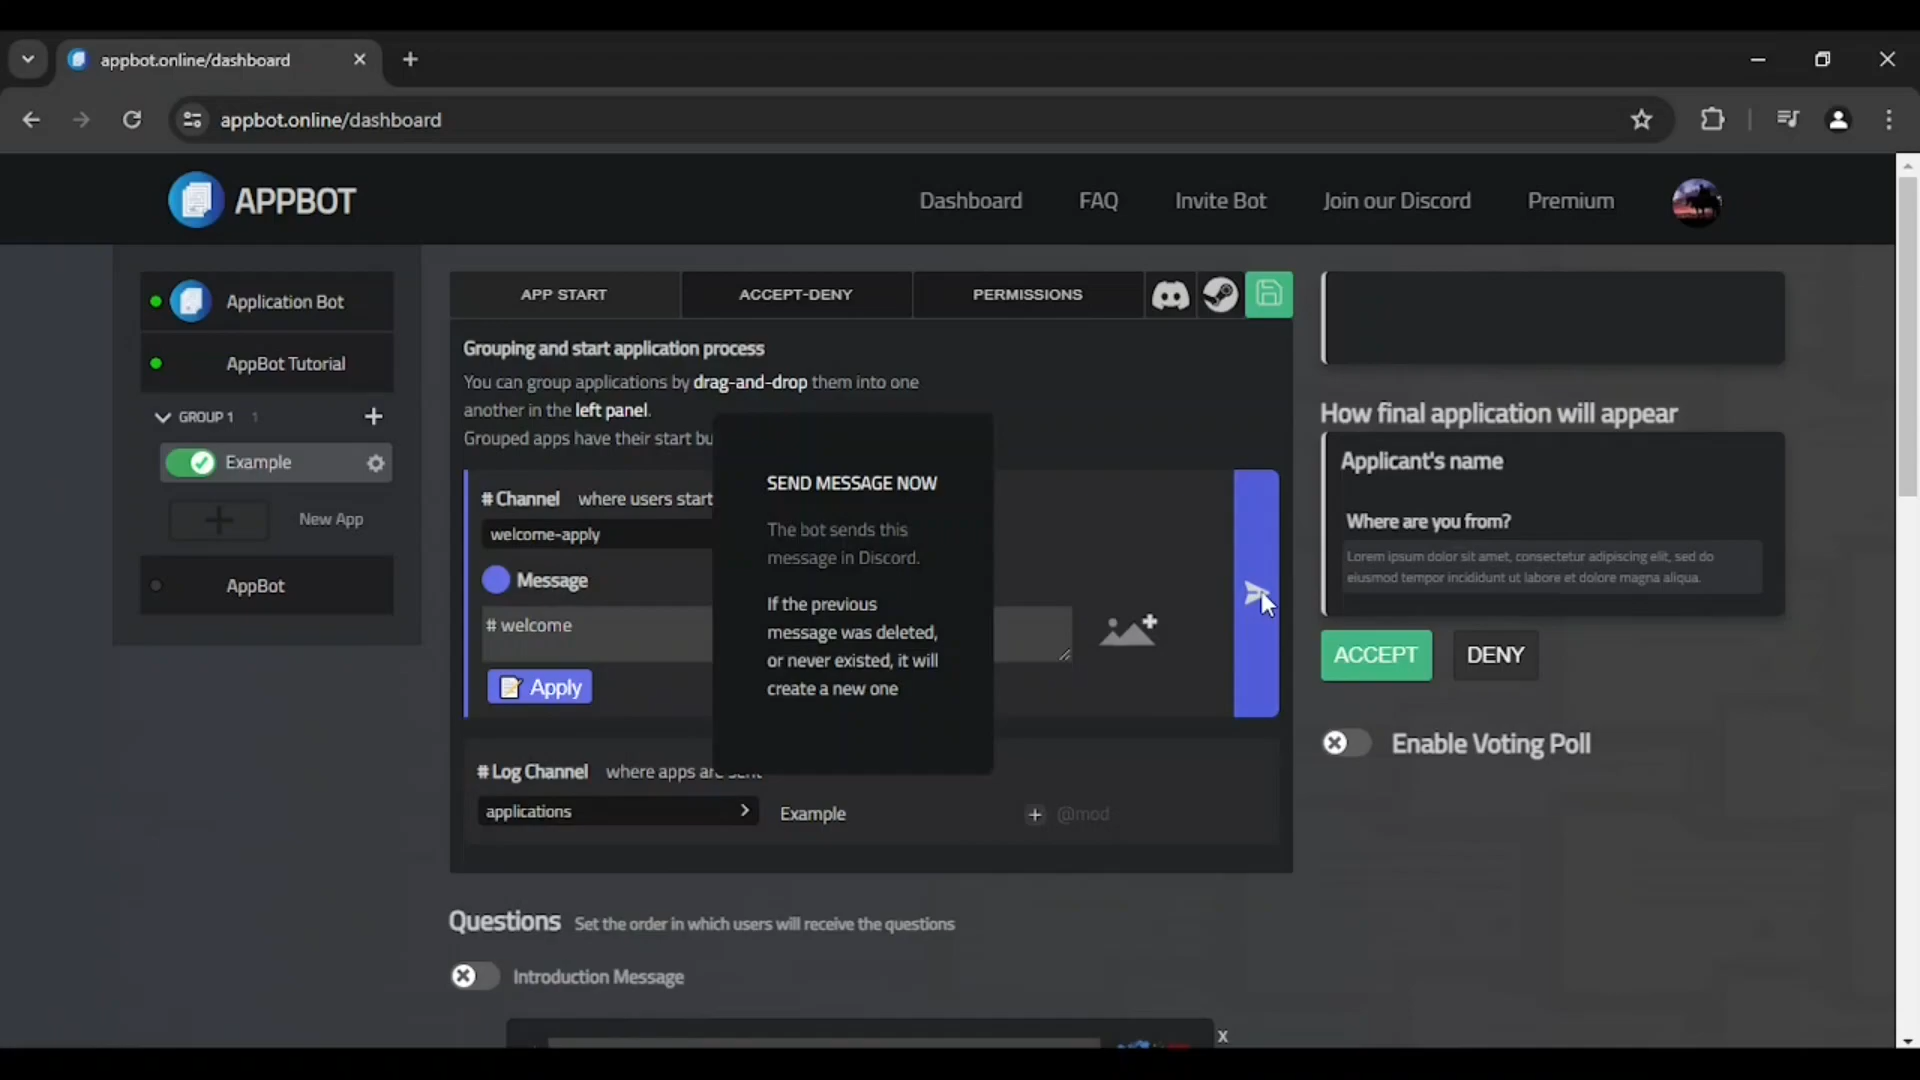 appbot.online/dashboard
appbot.online/dashboard
APPBOT
Dashboard
FAQ
Invite Bot
Join our Discord
Premium
Application Bot
AppBot Tutorial
GROUP 1 1
Example
New App
AppBot
APP START
ACCEPT-DENY
PERMISSIONS
Grouping and start application process
You can group applications by drag-and-drop them into one
another in the left panel.
Grouped apps have their start bu
# Channel where users start
welcome-apply
Message
# welcome
Apply
SEND MESSAGE NOW
The bot sends this
message in Discord.
If the previous
message was deleted,
or never existed, it will
create a new one
# Log Channel where apps are sent
applications
Example
+ @mod
Questions Set the order in which users will receive the questions
Introduction Message
x
How final application will appear
Applicant's name
Where are you from?
Lorem ipsum dolor sit amet, consectetur adipiscing elit, sed do
eiusmod tempor incididunt ut labore et dolore magna aliqua.
ACCEPT
DENY
Enable Voting Poll